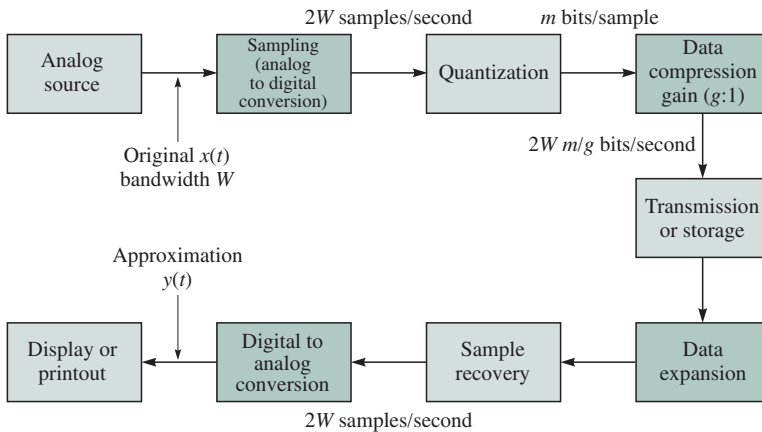 2W samples/second
m bits/sample
Analog
source
Sampling
(analog
to digital
conversion)
Quantization
Data
compression
gain (g:1)
Original x(t)
bandwidth W
2W m/g bits/second
Transmission
or storage
Approximation
y(t)
Display or
printout
Digital to
analog
conversion
Sample
recovery
Data
expansion
2W samples/second